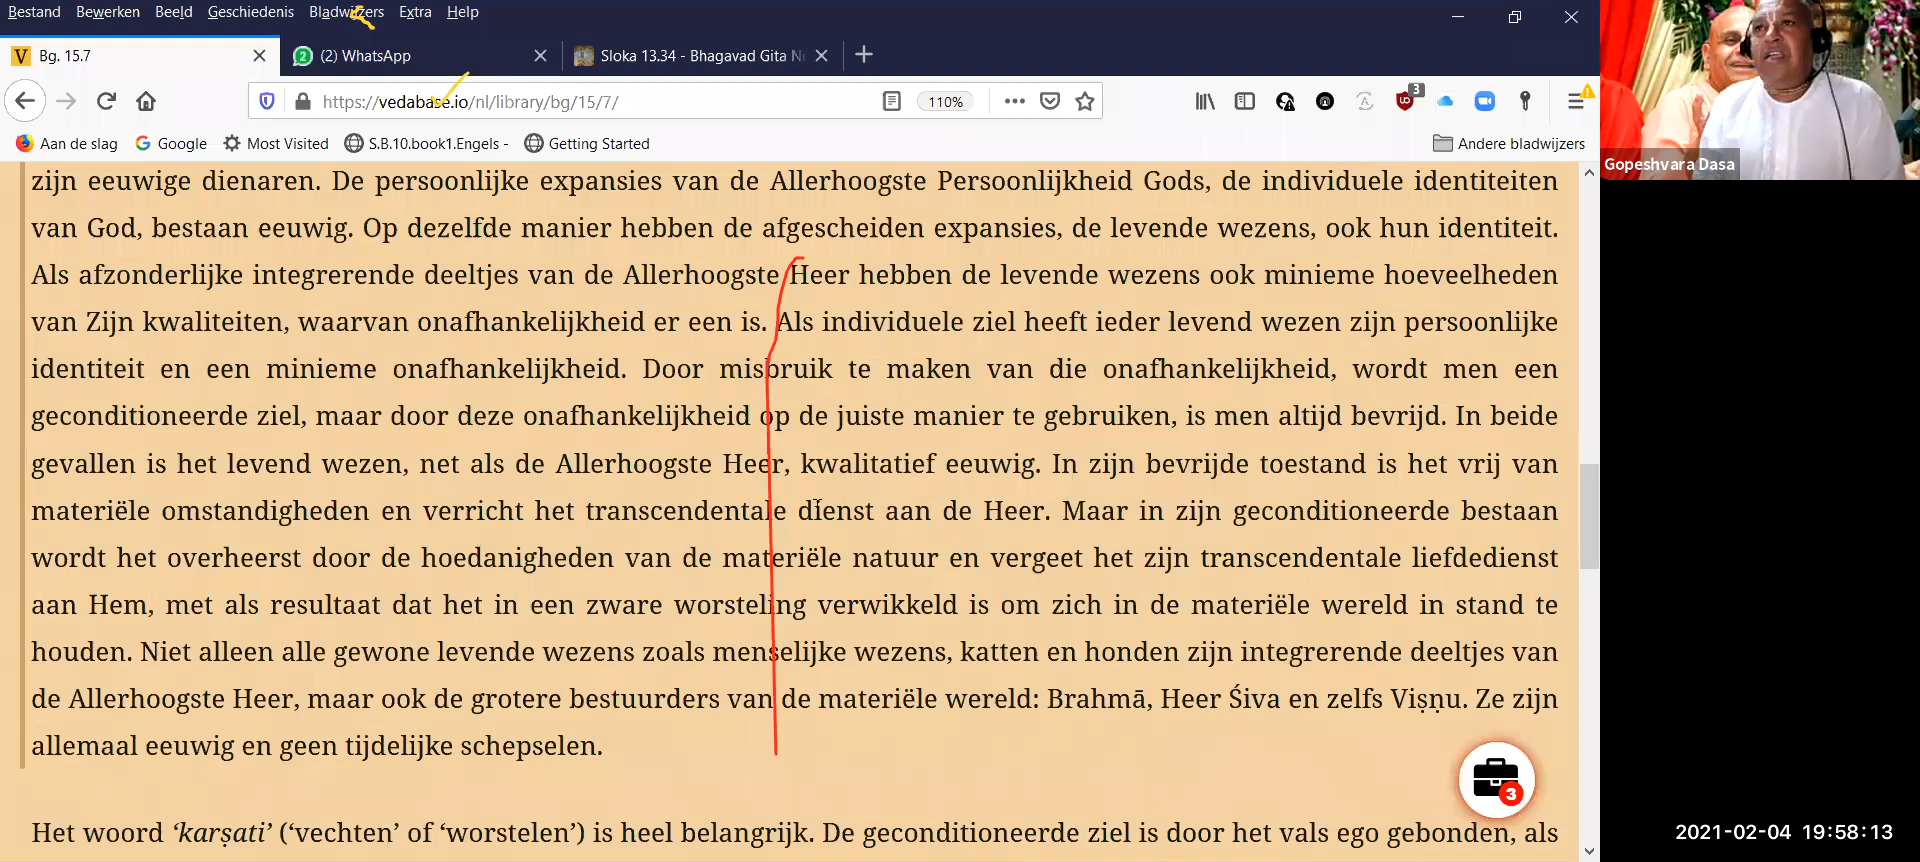 Bestand Bewerken Beeld Geschiedenis Bladwijzers Extra Help
Bg. 15.7
(2) WhatsApp
Sloka 13.34 - Bhagavad Gita N
https://vedabase.io/nl/library/bg/15/7/
110%
3
Aan de slag
Google
Most Visited
S.B.10.book1.Engels -
Getting Started
Andere bladwijzers
Gopeshvara Dasa
zijn eeuwige dienaren. De persoonlijke expansies van de Allerhoogste Persoonlijkheid Gods, de individuele identiteiten
van God, bestaan eeuwig. Op dezelfde manier hebben de afgescheiden expansies, de levende wezens, ook hun identiteit.
Als afzonderlijke integrerende deeltjes van de Allerhoogste Heer hebben de levende wezens ook minieme hoeveelheden
van Zijn kwaliteiten, waarvan onafhankelijkheid er een is. Als individuele ziel heeft ieder levend wezen zijn persoonlijke
identiteit en een minieme onafhankelijkheid. Door misbruik te maken van die onafhankelijkheid, wordt men een
geconditioneerde ziel, maar door deze onafhankelijkheid op de juiste manier te gebruiken, is men altijd bevrijd. In beide
gevallen is het levend wezen, net als de Allerhoogste Heer, kwalitatief eeuwig. In zijn bevrijde toestand is het vrij van
materiële omstandigheden en verricht het transcendentale dienst aan de Heer. Maar in zijn geconditioneerde bestaan
wordt het overheerst door de hoedanigheden van de materiële natuur en vergeet het zijn transcendentale liefdedienst
aan Hem, met als resultaat dat het in een zware worsteling verwikkeld is om zich in de materiële wereld in stand te
houden. Niet alleen alle gewone levende wezens zoals menselijke wezens, katten en honden zijn integrerende deeltjes van
de Allerhoogste Heer, maar ook de grotere bestuurders van de materiële wereld: Brahmā, Heer Śiva en zelfs Viṣṇu. Ze zijn
allemaal eeuwig en geen tijdelijke schepselen.
3
Het woord ‘karṣati’ (‘vechten’ of ‘worstelen’) is heel belangrijk. De geconditioneerde ziel is door het vals ego gebonden, als
2021-02-04 19:58:13